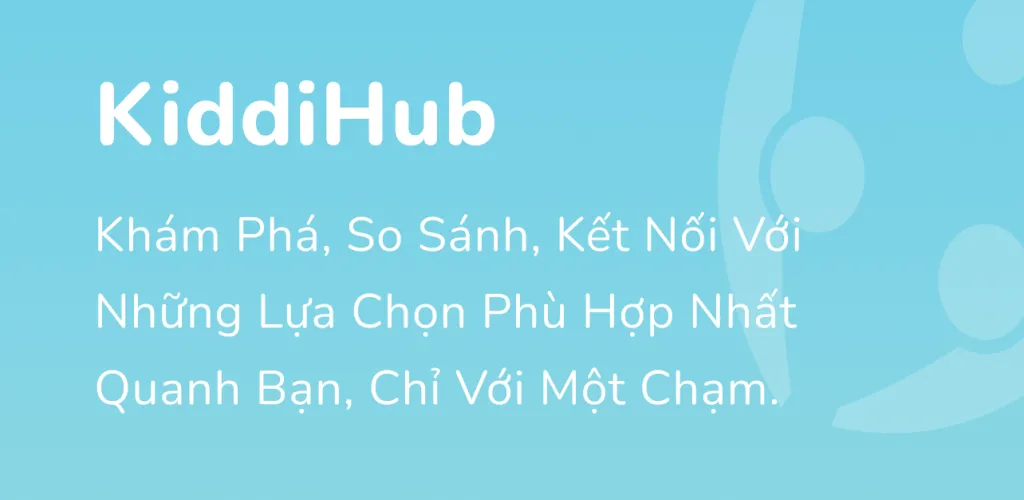 KiddiHub
Khám Phá, So Sánh, Kết Nối Với
Những Lựa Chọn Phù Hợp Nhất
Quanh Bạn, Chỉ Với Một Chạm.